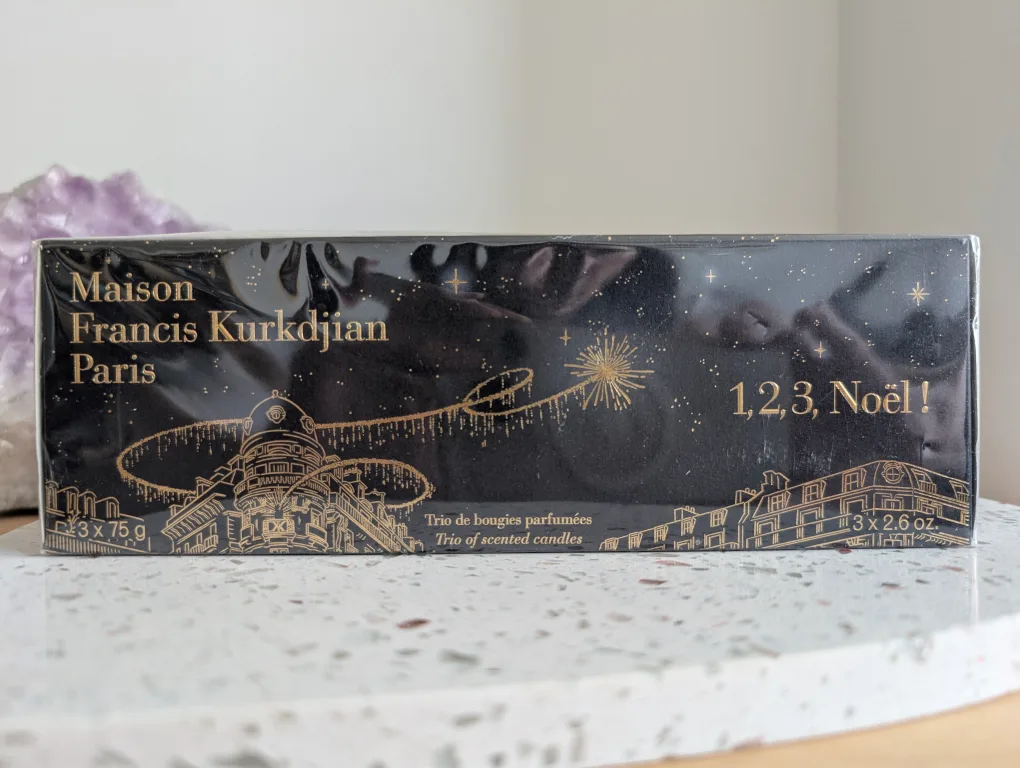 Maison
Francis Kurkdjian
Paris
1,2,3, Noël !
3 x 75 g
Trio de bougies parfumées
Trio of scented candles
3 x 2.6 oz.